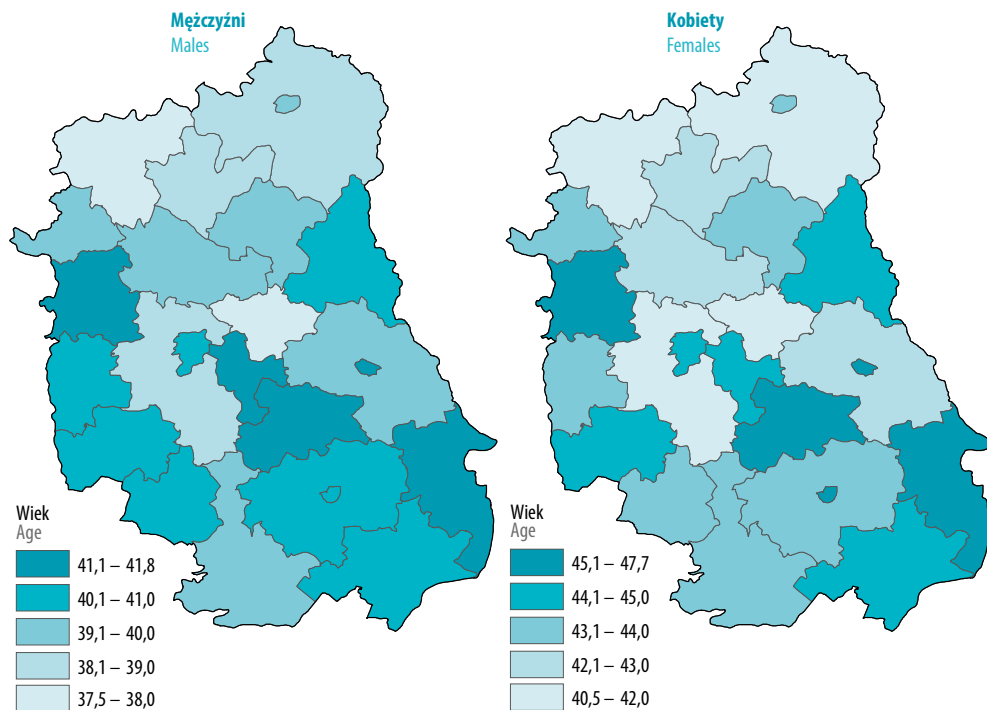 Mężczyźni
Males
Wiek
Age
41,1 – 41,8
40,1 – 41,0
39,1 – 40,0
38,1 – 39,0
37,5 – 38,0
Kobiety
Females
Wiek
Age
45,1 – 47,7
44,1 – 45,0
43,1 – 44,0
42,1 – 43,0
40,5 – 42,0